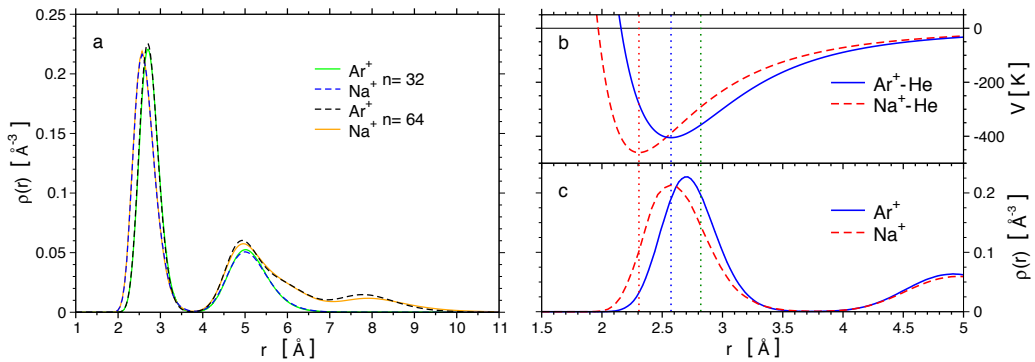 a
Ar+
Na+ n= 32
Ar+
Na+ n= 64
0
0.05
0.1
0.15
0.2
0.25
ρ(r) [ Å-3 ]
1 2 3 4 5 6 7 8 9 10 11
r [ Å ]
b
Ar+-He
Na+-He
0
-200
-400
V [ K ]
c
Ar+
Na+
0.2
0.1
0
ρ(r) [ Å-3 ]
1.5 2 2.5 3 3.5 4 4.5 5
r [ Å ]